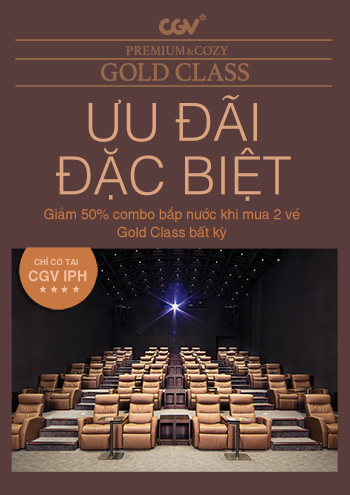 CGV*
PREMIUM & COZY
GOLD CLASS
ƯU ĐÃI
ĐẶC BIỆT
Giảm 50% combo bắp nước khi mua 2 vé
Gold Class bất kỳ
CHỈ CÓ TẠI
CGV IPH
★★★★